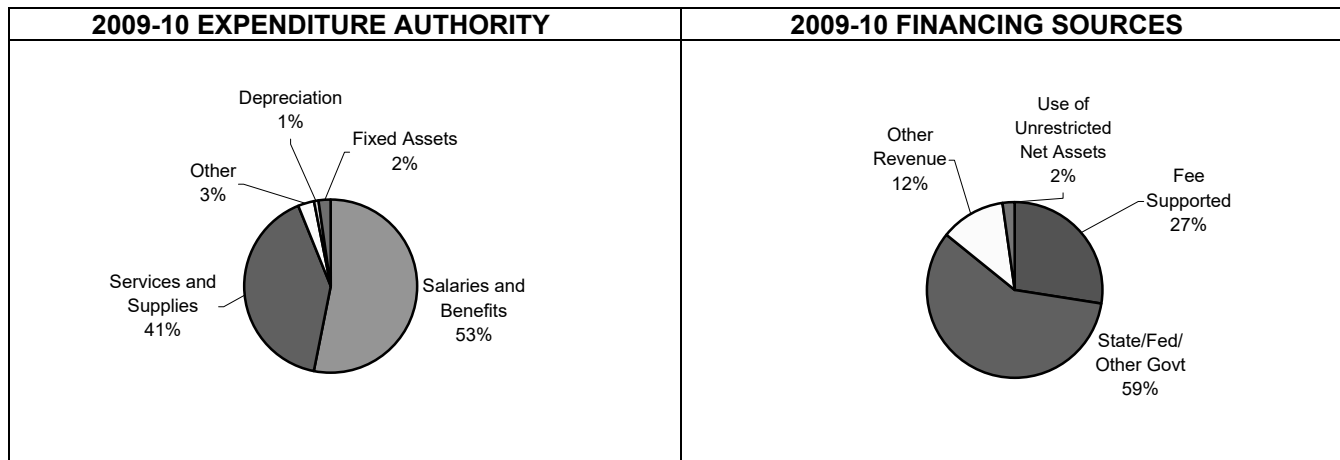 2009-10 EXPENDITURE AUTHORITY
2009-10 FINANCING SOURCES
Depreciation
1%
Fixed Assets
2%
Other
3%
Services and
Supplies
41%
Salaries and
Benefits
53%
Use of
Unrestricted
Net Assets
2%
Other
Revenue
12%
Fee
Supported
27%
State/Fed/
Other Govt
59%